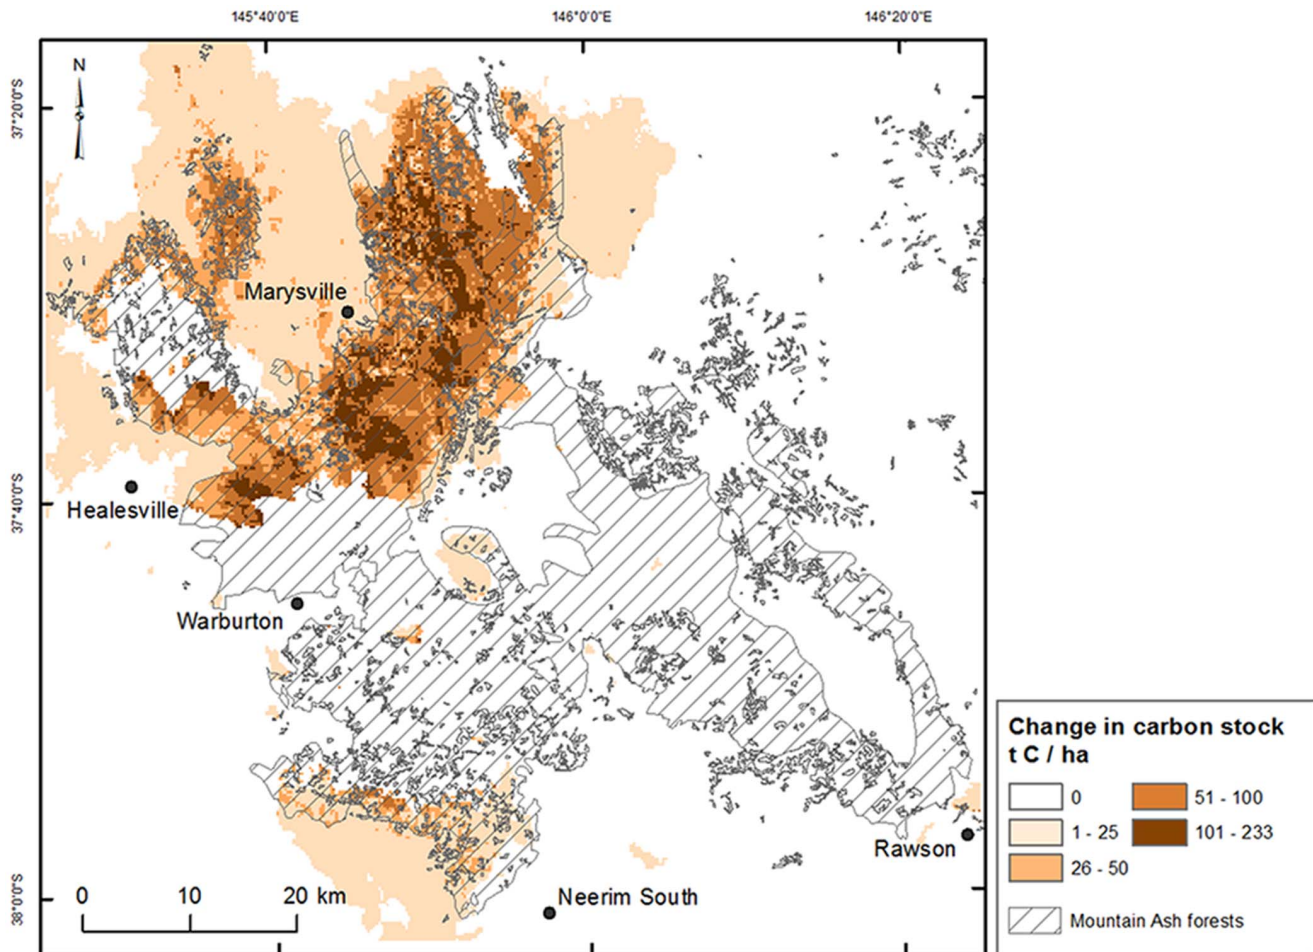 145°40'0"E 146°0'0"E 146°20'0"E
N
37°20'0"S
Marysville
37°40'0"S
Healesville
Warburton
Rawson
38°0'0"S
0 10 20 km
Neerim South
Change in carbon stock
t C / ha
0 51 - 100
1 - 25 101 - 233
26 - 50
Mountain Ash forests